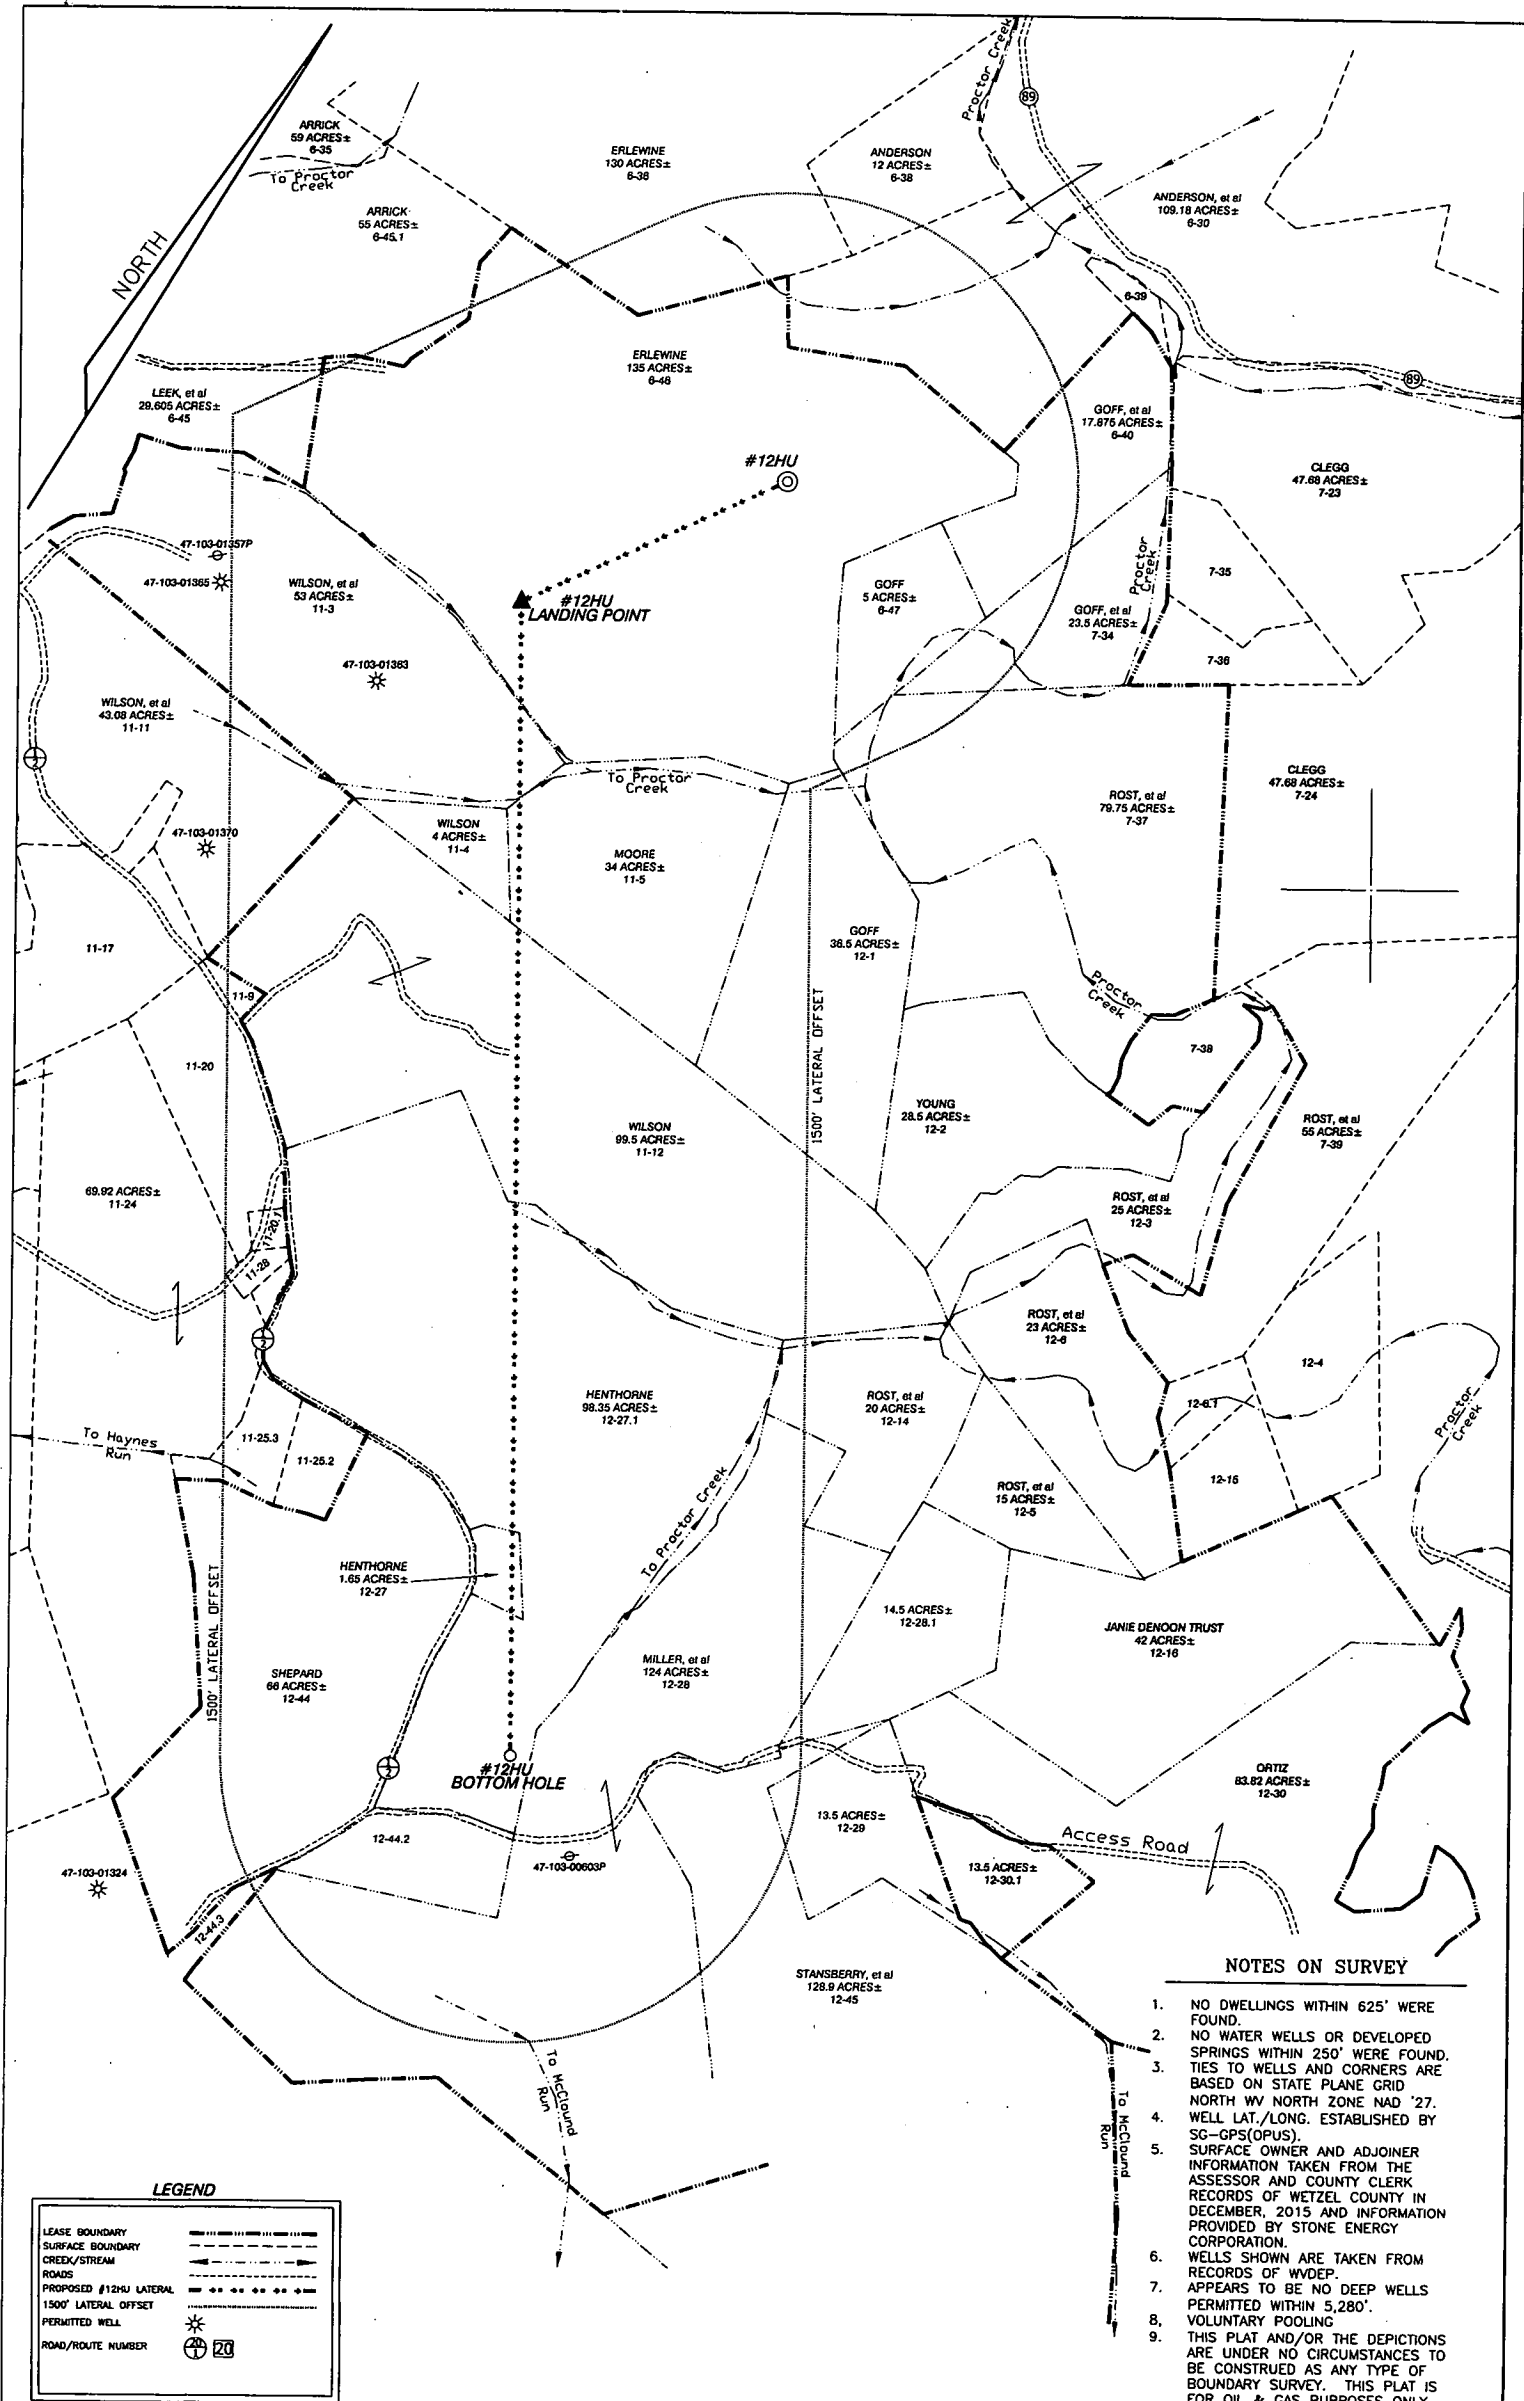 Proctor Creek
89
ARRICK
59 ACRES±
6-35
To Proctor
Creek
ERLEWINE
130 ACRES±
6-36
ANDERSON
12 ACRES±
6-38
ANDERSON, et al
109.18 ACRES±
6-30
ARRICK
55 ACRES±
6-45.1
NORTH
6-39
ERLEWINE
135 ACRES±
6-46
89
LEEK, et al
29.605 ACRES±
6-45
GOFF, et al
17.875 ACRES±
6-40
#12HU
CLEGG
47.68 ACRES±
7-23
47-103-01357P
47-103-01365
WILSON, et al
53 ACRES±
11-3
#12HU
LANDING POINT
GOFF
5 ACRES±
6-47
Proctor
Creek
7-35
GOFF, et al
23.5 ACRES±
7-34
7-36
47-103-01363
WILSON, et al
43.08 ACRES±
11-11
2
To Proctor
Creek
CLEGG
47.68 ACRES±
7-24
ROST, et al
79.75 ACRES±
7-37
47-103-01370
WILSON
4 ACRES±
11-4
MOORE
34 ACRES±
11-5
11-17
GOFF
36.5 ACRES±
12-1
11-9
Proctor
Creek
1500' LATERAL OFFSET
7-38
11-20
YOUNG
28.5 ACRES±
12-2
WILSON
99.5 ACRES±
11-12
ROST, et al
55 ACRES±
7-39
69.92 ACRES±
11-24
ROST, et al
25 ACRES±
12-3
11-20.1
11-28
ROST, et al
23 ACRES±
12-6
2
12-4
HENTHORNE
98.35 ACRES±
12-27.1
ROST, et al
20 ACRES±
12-14
12-6.1
Proctor
Creek
To Haynes
Run
11-25.3
11-25.2
12-15
ROST, et al
15 ACRES±
12-5
To Proctor Creek
HENTHORNE
1.65 ACRES±
12-27
1500' LATERAL OFFSET
14.5 ACRES±
12-28.1
JANIE DENOON TRUST
42 ACRES±
12-16
SHEPARD
66 ACRES±
12-44
MILLER, et al
124 ACRES±
12-28
2
#12HU
BOTTOM HOLE
ORTIZ
83.82 ACRES±
12-30
13.5 ACRES±
12-29
12-44.2
Access Road
47-103-01324
47-103-00603P
13.5 ACRES±
12-30.1
12-44.3
STANSBERRY, et al
128.9 ACRES±
12-45
To McClound
Run
To McClound
Run
NOTES ON SURVEY
1. NO DWELLINGS WITHIN 625' WERE
FOUND.
2. NO WATER WELLS OR DEVELOPED
SPRINGS WITHIN 250' WERE FOUND.
3. TIES TO WELLS AND CORNERS ARE
BASED ON STATE PLANE GRID
NORTH WV NORTH ZONE NAD '27.
4. WELL LAT./LONG. ESTABLISHED BY
SG-GPS(OPUS).
5. SURFACE OWNER AND ADJOINER
INFORMATION TAKEN FROM THE
ASSESSOR AND COUNTY CLERK
RECORDS OF WETZEL COUNTY IN
DECEMBER, 2015 AND INFORMATION
PROVIDED BY STONE ENERGY
CORPORATION.
6. WELLS SHOWN ARE TAKEN FROM
RECORDS OF WVDEP.
7. APPEARS TO BE NO DEEP WELLS
PERMITTED WITHIN 5,280'.
8, VOLUNTARY POOLING
9. THIS PLAT AND/OR THE DEPICTIONS
ARE UNDER NO CIRCUMSTANCES TO
BE CONSTRUED AS ANY TYPE OF
BOUNDARY SURVEY. THIS PLAT IS
FOR OIL & GAS PURPOSES ONLY
LEGEND
LEASE BOUNDARY
SURFACE BOUNDARY
CREEK/STREAM
ROADS
PROPOSED #12HU LATERAL
1500' LATERAL OFFSET
PERMITTED WELL
ROAD/ROUTE NUMBER 20 1 20